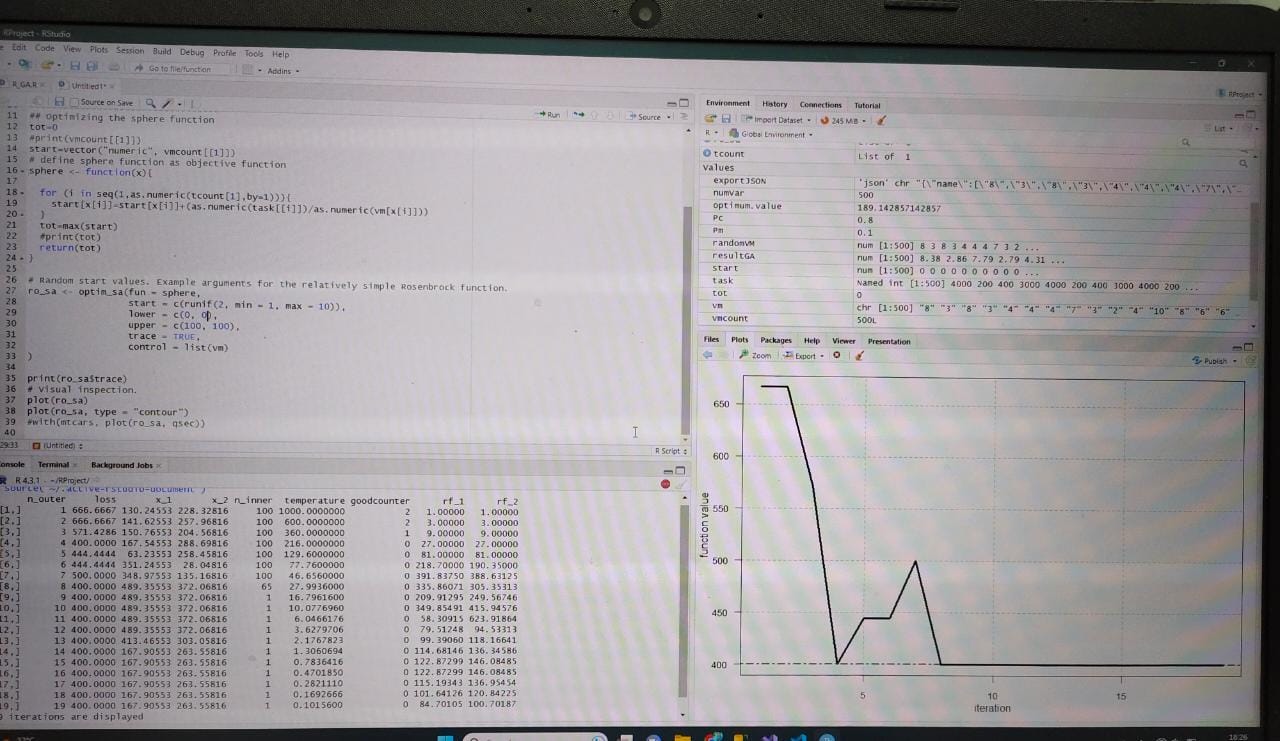 RProject - RStudio
Edit Code View Plots Session Build Debug Profile Tools Help
Go to file/function Addins
R_GA.R Untitled1*
Source on Save Run Source
11 ## Optimizing the sphere function
12 tot=0
13 #print(vmcount[[1]])
14 start=vector("numeric", vmcount[[1]])
15 # define sphere function as objective function
16 sphere <- function(x){
17
18 for (i in seq(1,as.numeric(tcount[1],by=1))){
19 start[x[i]]=start[x[i]]+(as.numeric(task[[i]])/as.numeric(vm[x[i]]))
20 }
21 tot=max(start)
22 #print(tot)
23 return(tot)
24 }
25
26 # Random start values. Example arguments for the relatively simple Rosenbrock function.
27 ro_sa <- optim_sa(fun = sphere,
28 start = c(runif(2, min = 1, max = 10)),
29 lower = c(0, 0),
30 upper = c(100, 100),
31 trace = TRUE,
32 control = list(vm)
33 )
34
35 print(ro_sa$trace)
36 # Visual inspection.
37 plot(ro_sa)
38 plot(ro_sa, type = "contour")
39 #with(mtcars, plot(ro_sa, qsec))
40
29:33 (Untitled) R Script
Console Terminal Background Jobs
R 4.3.1 · ~/RProject/
source("~/.active-rstudio-document")
n_outer loss x_1 x_2 n_inner temperature goodcounter rf_1 rf_2
[1,] 1 666.6667 130.24553 228.32816 100 1000.0000000 2 1.00000 1.00000
[2,] 2 666.6667 141.62553 257.96816 100 600.0000000 2 3.00000 3.00000
[3,] 3 571.4286 150.76553 204.56816 100 360.0000000 1 9.00000 9.00000
[4,] 4 400.0000 167.54553 288.69816 100 216.0000000 0 27.00000 27.00000
[5,] 5 444.4444 63.23553 258.45816 100 129.6000000 0 81.00000 81.00000
[6,] 6 444.4444 351.24553 28.04816 100 77.7600000 0 218.70000 190.35000
[7,] 7 500.0000 348.97553 135.16816 100 46.6560000 0 391.83750 388.63125
[8,] 8 400.0000 489.35553 372.06816 65 27.9936000 0 335.86071 305.35313
[9,] 9 400.0000 489.35553 372.06816 1 16.7961600 0 209.91295 249.56746
10,] 10 400.0000 489.35553 372.06816 1 10.0776960 0 349.85491 415.94576
11,] 11 400.0000 489.35553 372.06816 1 6.0466176 0 58.30915 623.91864
12,] 12 400.0000 489.35553 372.06816 1 3.6279706 0 79.51248 94.53313
13,] 13 400.0000 413.46553 303.05816 1 2.1767823 0 99.39060 118.16641
14,] 14 400.0000 167.90553 263.55816 1 1.3060694 0 114.68146 136.34586
15,] 15 400.0000 167.90553 263.55816 1 0.7836416 0 122.87299 146.08485
16,] 16 400.0000 167.90553 263.55816 1 0.4701850 0 122.87299 146.08485
17,] 17 400.0000 167.90553 263.55816 1 0.2821110 0 115.19343 136.95454
18,] 18 400.0000 167.90553 263.55816 1 0.1692666 0 101.64126 120.84225
19,] 19 400.0000 167.90553 263.55816 1 0.1015600 0 84.70105 100.70187
iterations are displayed
RProject
Environment History Connections Tutorial
Import Dataset 245 MiB List
R Global Environment
tcount List of 1
values
exportJSON 'json' chr "[\"name\":[\"8\",\"3\",\"8\",\"3\",\"4\",\"4\",\"4\",\"7\",\"…
numvar 500
optimum.value 189.142857142857
Pc 0.8
Pm 0.1
randomVM num [1:500] 8 3 8 3 4 4 4 7 3 2 ...
resultGA num [1:500] 8.38 2.86 7.79 2.79 4.31 ...
start num [1:500] 0 0 0 0 0 0 0 0 0 0 ...
task Named int [1:500] 4000 200 400 3000 4000 200 400 3000 4000 200 ...
tot 0
vm chr [1:500] "8" "3" "8" "3" "4" "4" "4" "7" "3" "2" "4" "10" "8" "6" "6" …
vmcount 500L
Files Plots Packages Help Viewer Presentation
Zoom Export Publish
650
600
550
500
450
400
function value
5 10 15
iteration
18:26